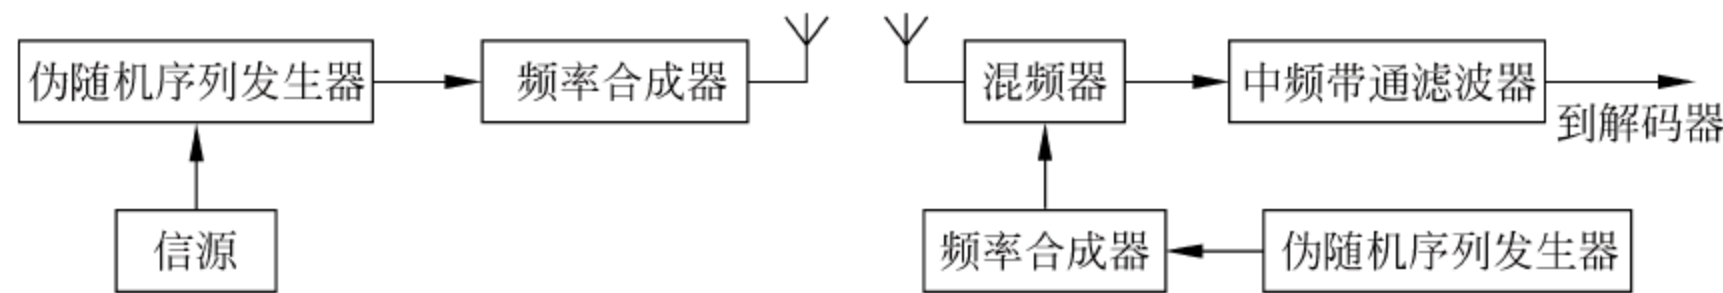 伪随机序列发生器
频率合成器
混频器
中频带通滤波器
到解码器
信源
频率合成器
伪随机序列发生器